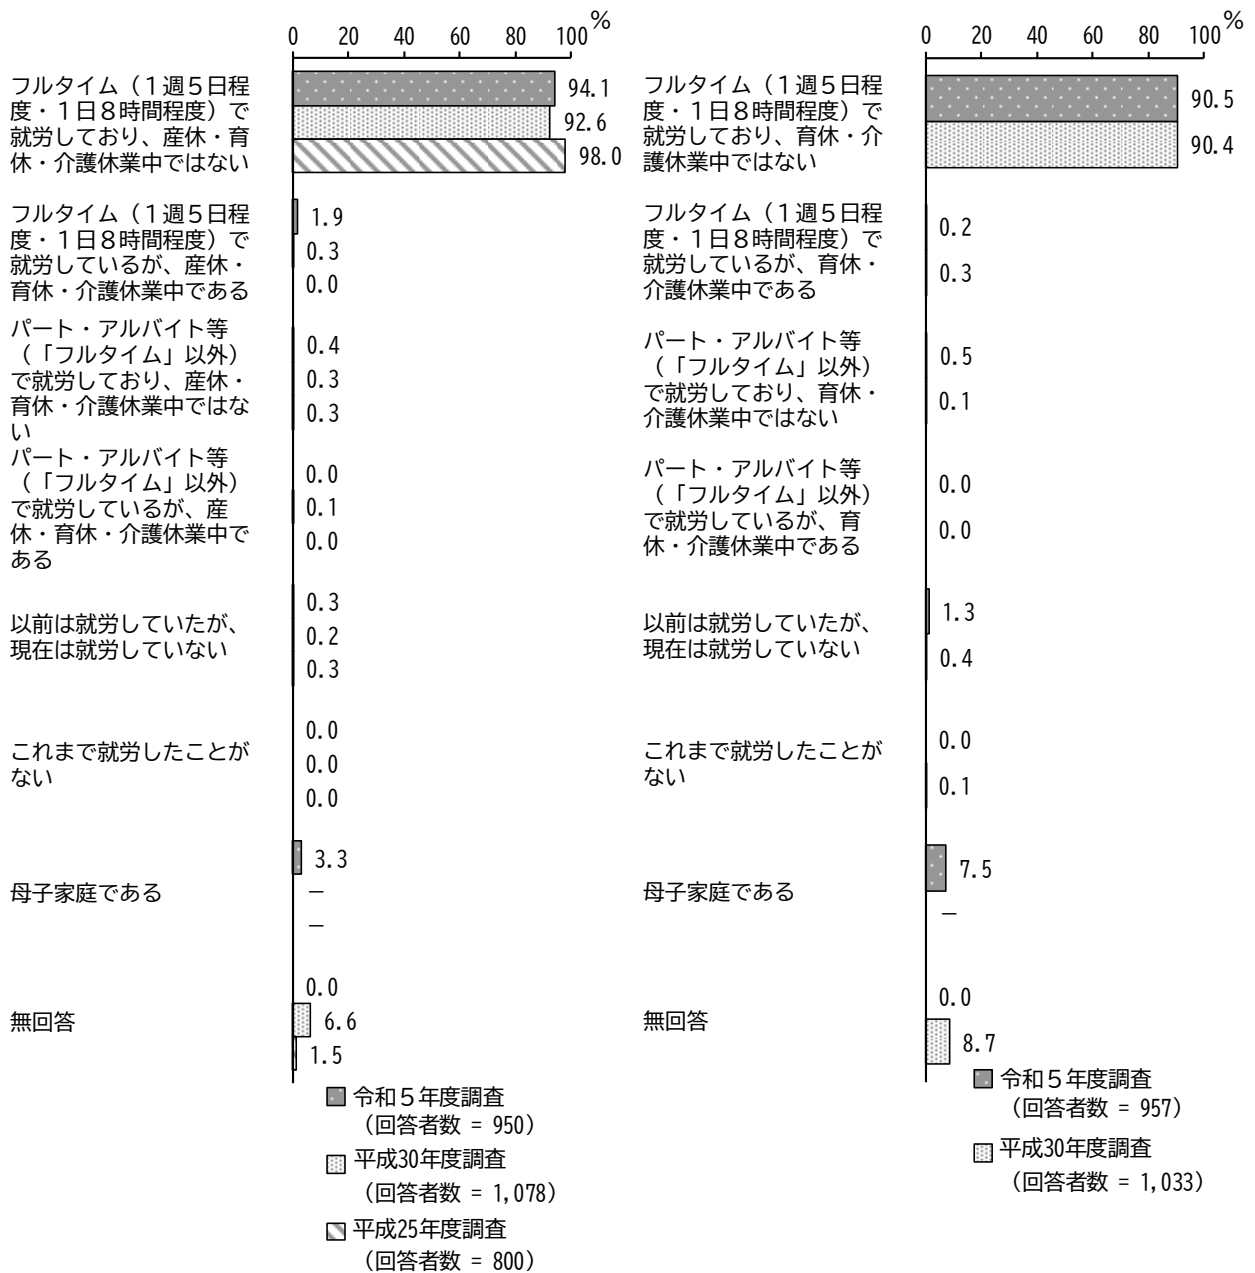 %
0 20 40 60 80 100
フルタイム（１週５日程
度・１日８時間程度）で
就労しており、産休・育
休・介護休業中ではない
94.1
92.6
98.0
フルタイム（１週５日程
度・１日８時間程度）で
就労しているが、産休・
育休・介護休業中である
1.9
0.3
0.0
パート・アルバイト等
（「フルタイム」以外）
で就労しており、産休・
育休・介護休業中ではな
い
0.4
0.3
0.3
パート・アルバイト等
（「フルタイム」以外）
で就労しているが、産
休・育休・介護休業中で
ある
0.0
0.1
0.0
以前は就労していたが、
現在は就労していない
0.3
0.2
0.3
これまで就労したことが
ない
0.0
0.0
0.0
母子家庭である
3.3
－
－
無回答
0.0
6.6
1.5
令和５年度調査
（回答者数 = 950）
平成30年度調査
（回答者数 = 1,078）
平成25年度調査
（回答者数 = 800）
%
0 20 40 60 80 100
フルタイム（１週５日程
度・１日８時間程度）で
就労しており、育休・介
護休業中ではない
90.5
90.4
フルタイム（１週５日程
度・１日８時間程度）で
就労しているが、育休・
介護休業中である
0.2
0.3
パート・アルバイト等
（「フルタイム」以外）
で就労しており、育休・
介護休業中ではない
0.5
0.1
パート・アルバイト等
（「フルタイム」以外）
で就労しているが、育
休・介護休業中である
0.0
0.0
以前は就労していたが、
現在は就労していない
1.3
0.4
これまで就労したことが
ない
0.0
0.1
母子家庭である
7.5
－
無回答
0.0
8.7
令和５年度調査
（回答者数 = 957）
平成30年度調査
（回答者数 = 1,033）